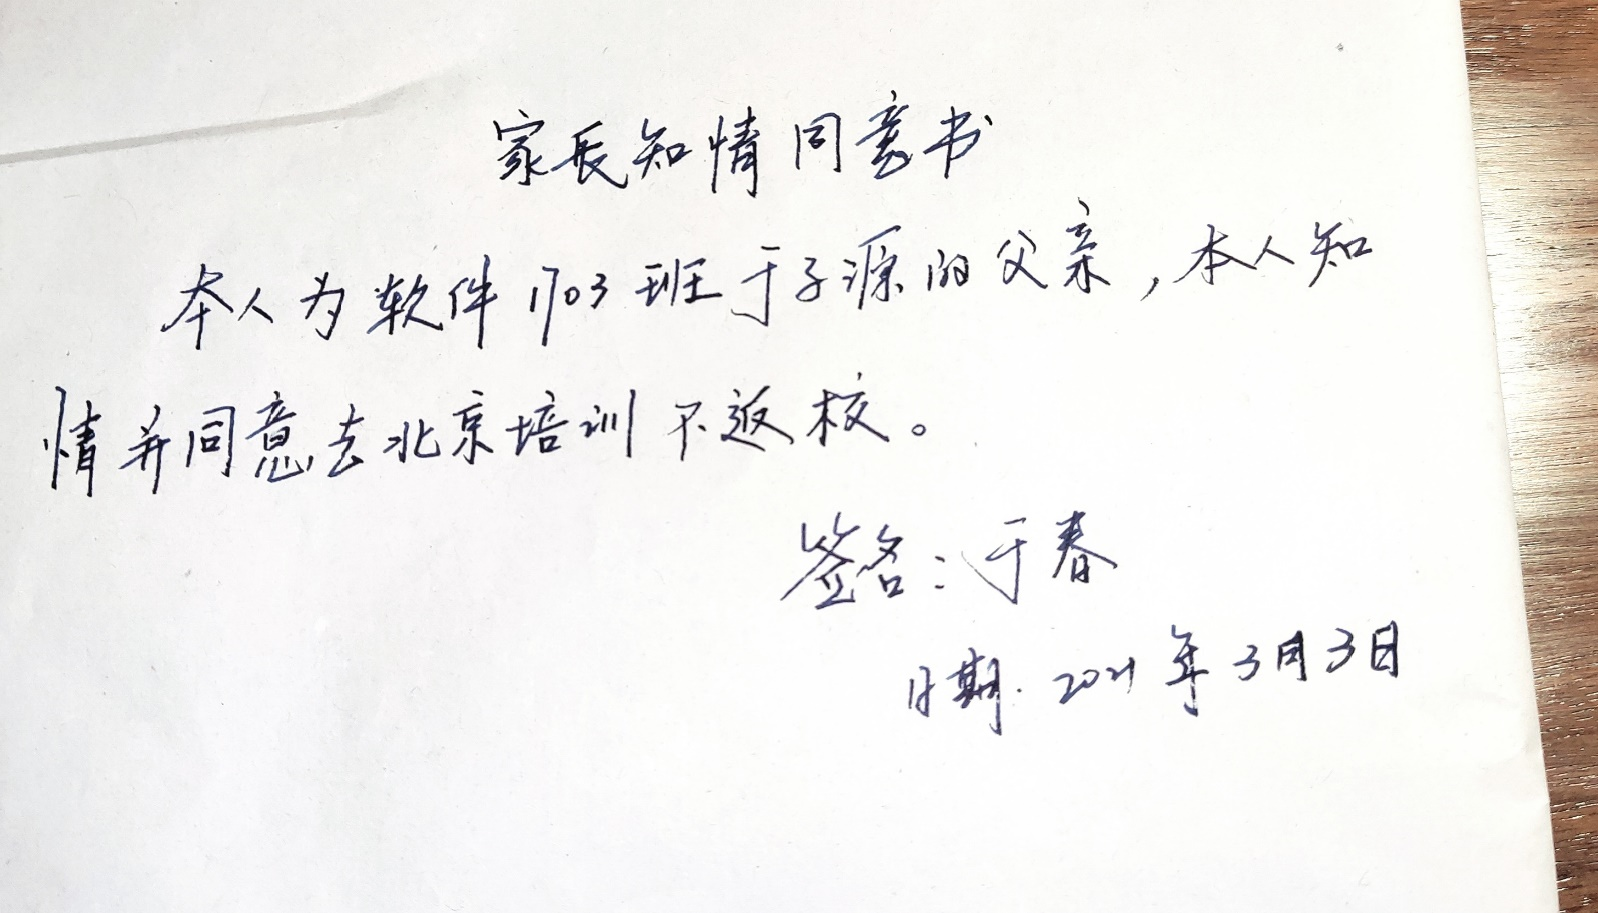 家长知情同意书
本人为软件1703班于子源的父亲,本人知
情并同意去北京培训不返校。
签名:于春
日期. 2021年3月3日